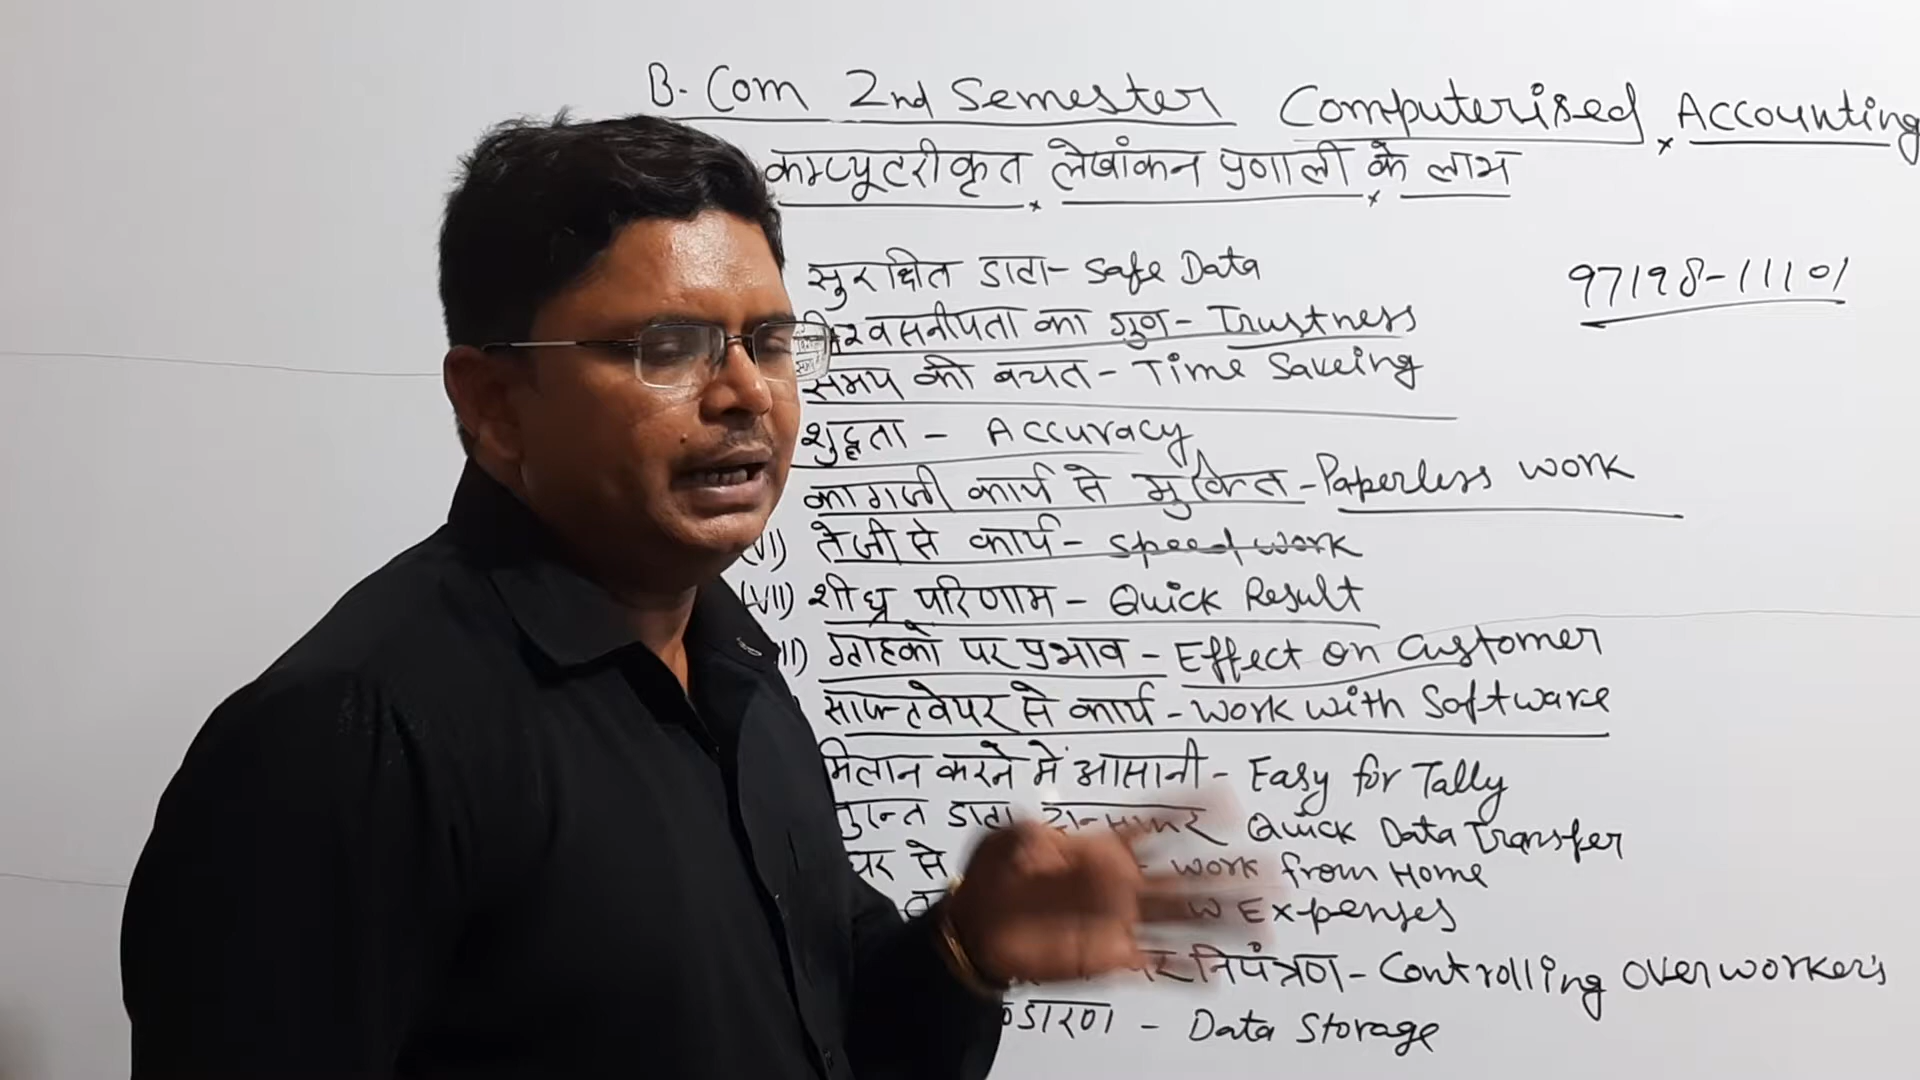 B. Com 2nd Semester Computerised Accounting
कम्प्यूटरीकृत लेखांकन प्रणाली के लाभ
सुरक्षित डाटा - Safe Data
97198-11101
का गुण - Trustness
समय की बचत - Time Saveing
शुद्धता - Accuracy
कागजी कार्य से मुक्ति - Paperless work
(VI) तेजी से कार्य - Speed work
(VII) शीघ्र परिणाम - Quick Result
ग्राहकों पर प्रभाव - Effect on Customer
साफ्टवेयर से कार्य - Work with Software
मिलान करने में आसानी - Easy for Tally
डाटा Quick Data Transfer
घर से - Work from Home
Expenses
पर नियंत्रण - Controlling over worker's
- Data Storage